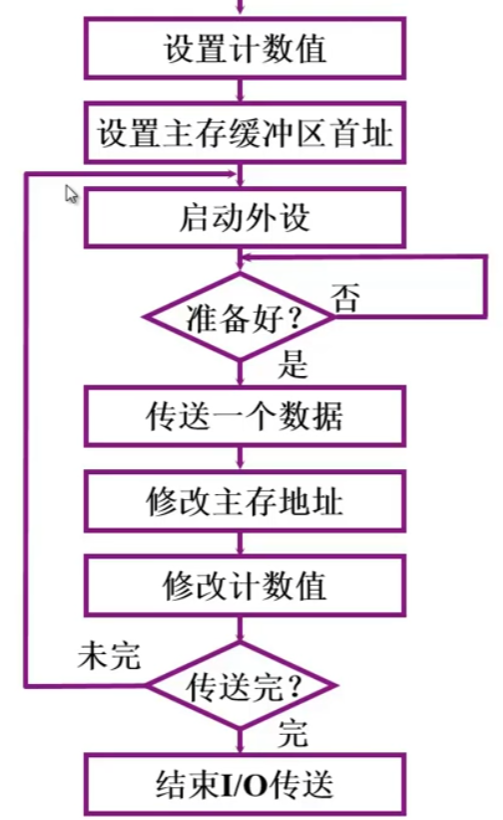 设置计数值
设置主存缓冲区首址
启动外设
准备好？
否
是
传送一个数据
修改主存地址
修改计数值
未完
传送完？
完
结束I/O传送